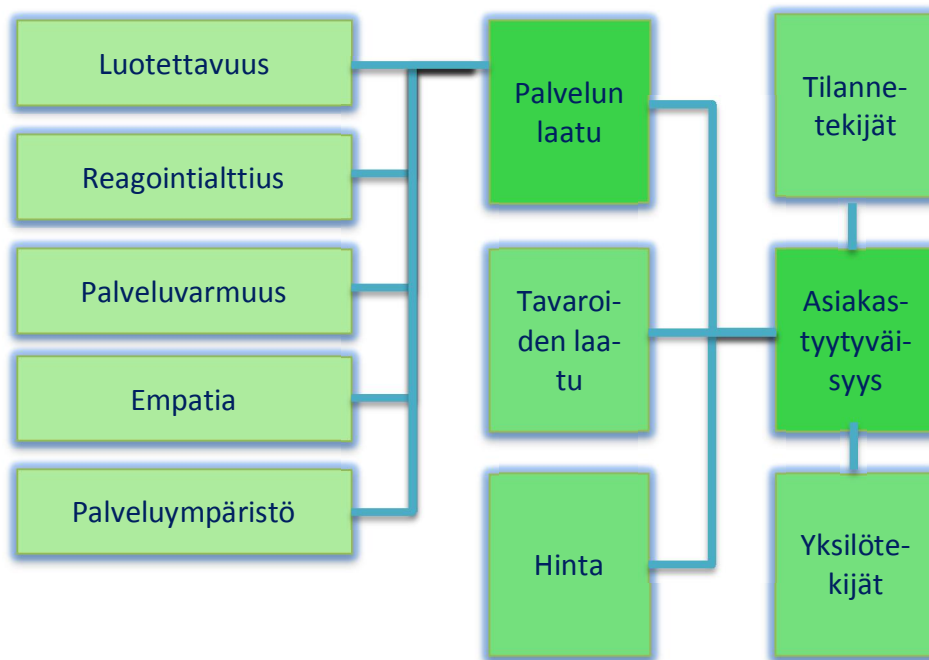 Luotettavuus
Reagointialttius
Palveluvarmuus
Empatia
Palveluympäristö
Palvelun
laatu
Tavaroi-
den laa-
tu
Hinta
Tilanne-
tekijät
Asiakas-
tyytyväi-
syys
Yksilöte-
kijät